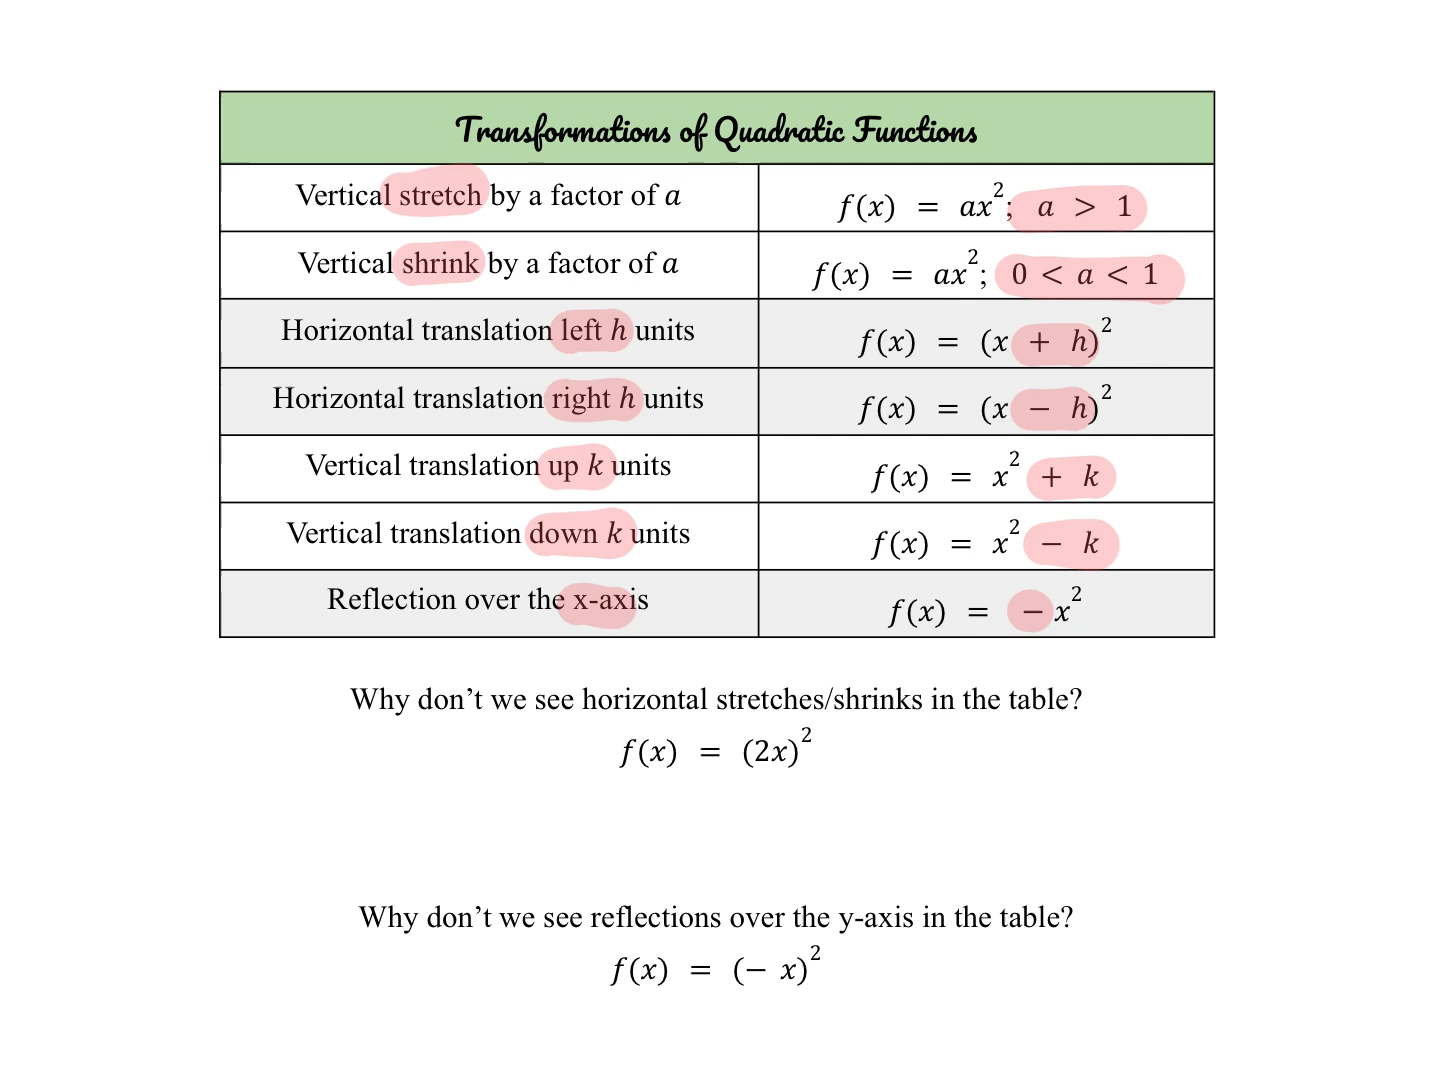 Transformations of Quadratic Functions
Vertical stretch by a factor of a
f(x) = ax²; a > 1
Vertical shrink by a factor of a
f(x) = ax²; 0 < a < 1
Horizontal translation left h units
f(x) = (x + h)²
Horizontal translation right h units
f(x) = (x − h)²
Vertical translation up k units
f(x) = x² + k
Vertical translation down k units
f(x) = x² − k
Reflection over the x-axis
f(x) = −x²
Why don't we see horizontal stretches/shrinks in the table?
f(x) = (2x)²
Why don't we see reflections over the y-axis in the table?
f(x) = (− x)²